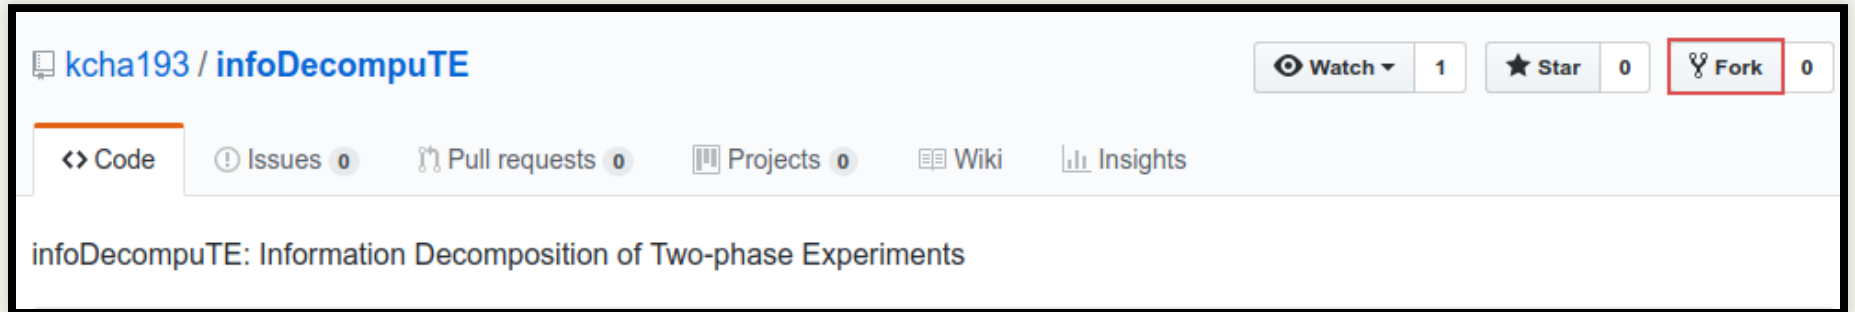 kcha193 / infoDecompuTE Watch 1 Star 0 Fork 0
Code Issues 0 Pull requests 0 Projects 0 Wiki Insights
infoDecompuTE: Information Decomposition of Two-phase Experiments